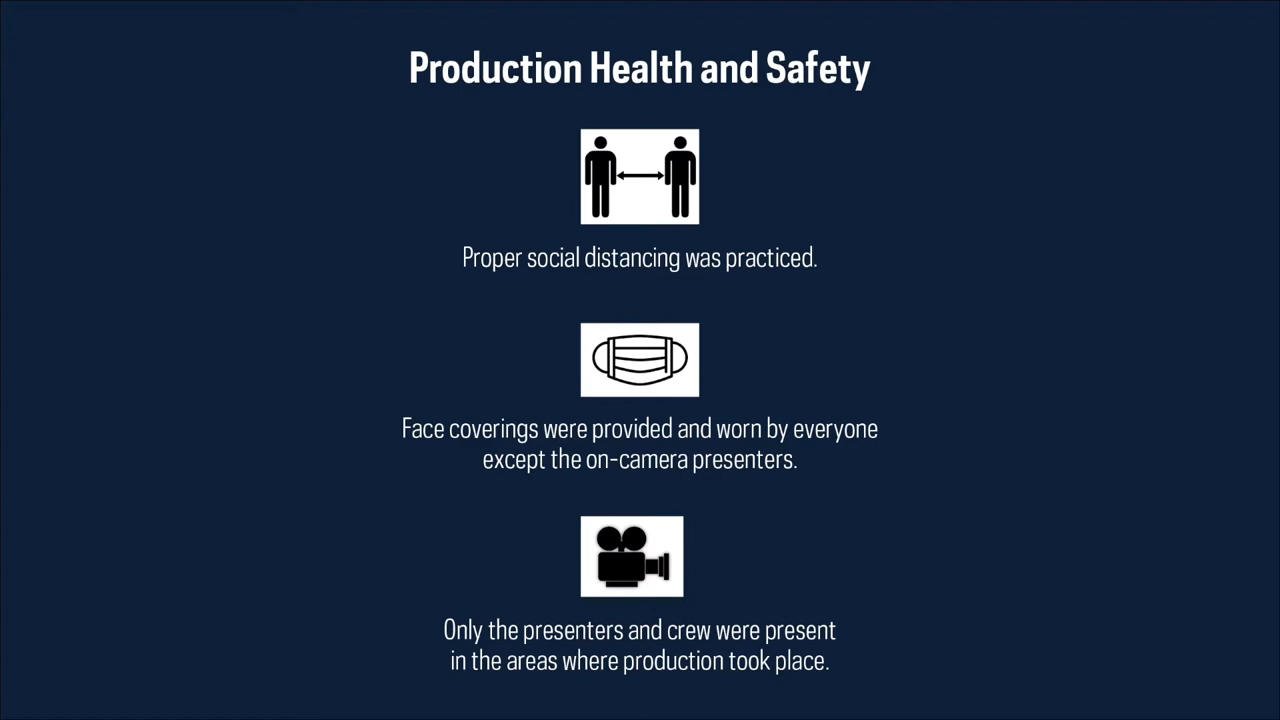 Production Health and Safety
Proper social distancing was practiced.
Face coverings were provided and worn by everyone
except the on-camera presenters.
Only the presenters and crew were present
in the areas where production took place.